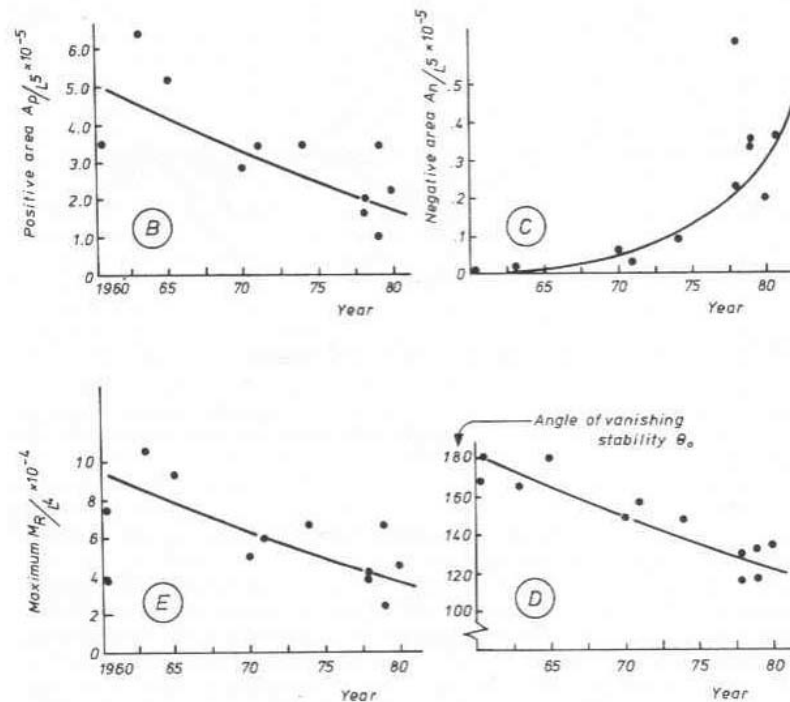 Positive area Ap/L5 ×10-5
6.0
5.0
4.0
3.0
2.0
1.0
0
B
1960 65 70 75 80
Year
Negative area An/L5 ×10-5
.5
.4
.3
.2
.1
0
C
65 70 75 80
Year
Maximum MR/L4 ×10-4
10
8
6
4
2
0
E
1960 65 70 75 80
Year
Angle of vanishing
stability θo
180
160
140
120
100
D
65 70 75 80
Year